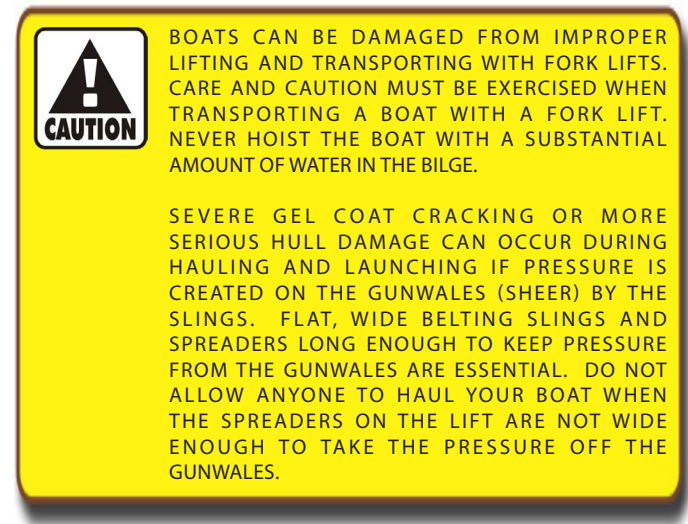 BOATS CAN BE DAMAGED FROM IMPROPER
LIFTING AND TRANSPORTING WITH FORK LIFTS.
CARE AND CAUTION MUST BE EXERCISED WHEN
TRANSPORTING A BOAT WITH A FORK LIFT.
NEVER HOIST THE BOAT WITH A SUBSTANTIAL
AMOUNT OF WATER IN THE BILGE.
CAUTION
SEVERE GEL COAT CRACKING OR MORE
SERIOUS HULL DAMAGE CAN OCCUR DURING
HAULING AND LAUNCHING IF PRESSURE IS
CREATED ON THE GUNWALES (SHEER) BY THE
SLINGS. FLAT, WIDE BELTING SLINGS AND
SPREADERS LONG ENOUGH TO KEEP PRESSURE
FROM THE GUNWALES ARE ESSENTIAL. DO NOT
ALLOW ANYONE TO HAUL YOUR BOAT WHEN
THE SPREADERS ON THE LIFT ARE NOT WIDE
ENOUGH TO TAKE THE PRESSURE OFF THE
GUNWALES.